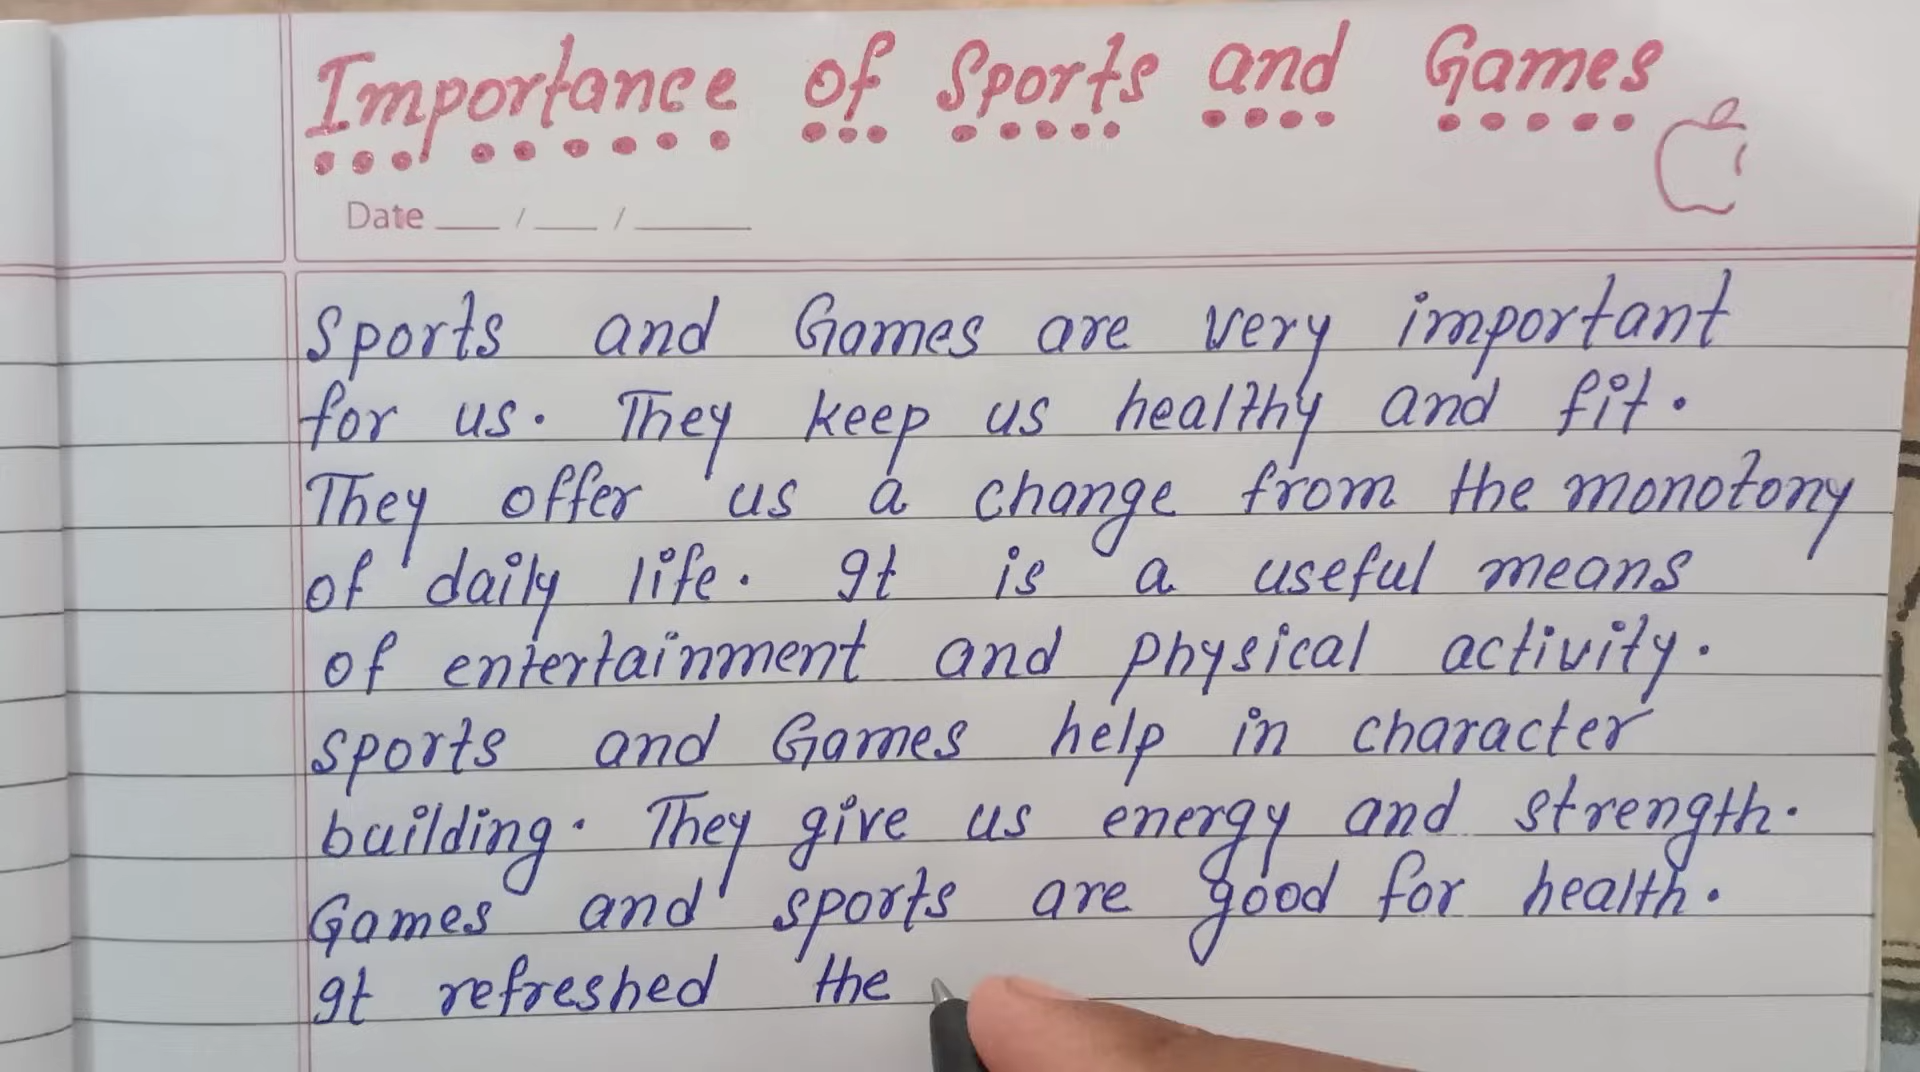 Importance of Sports and Games
Date __ / __ / ____
Sports and Games are very important
for us. They keep us healthy and fit.
They offer us a change from the monotony
of daily life. It is a useful means
of entertainment and physical activity.
Sports and Games help in character
building. They give us energy and strength.
Games and sports are good for health.
It refreshed the